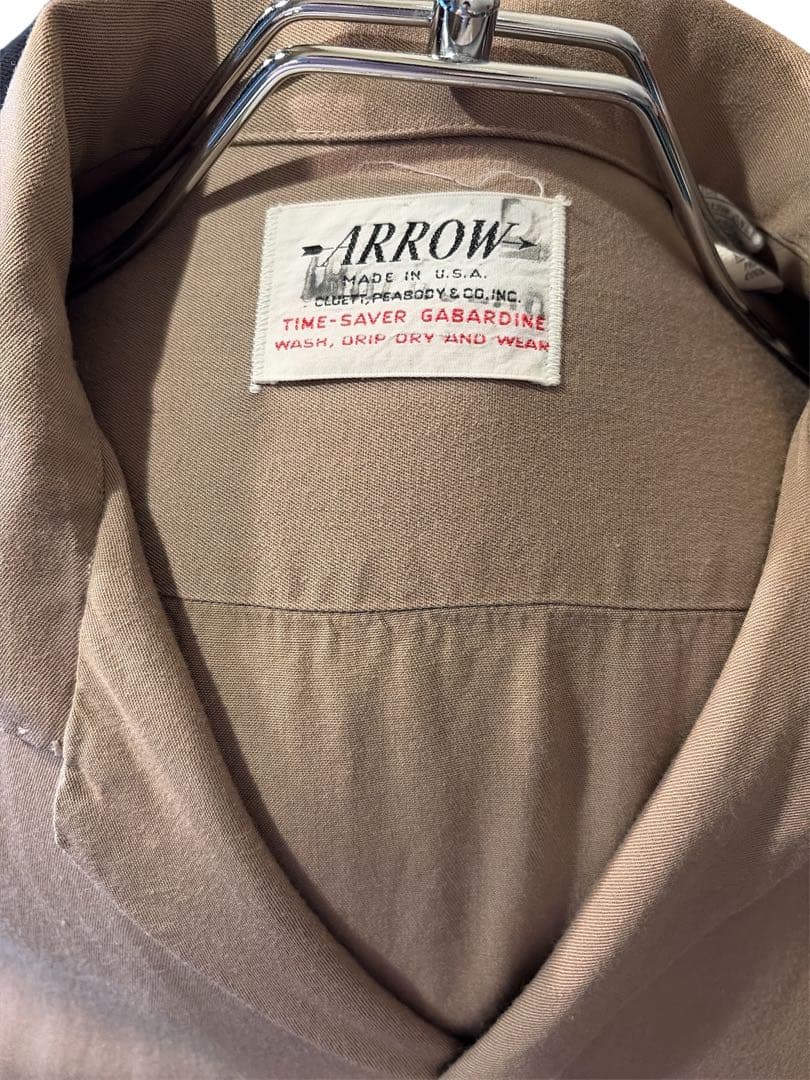 ARROW
MADE IN U.S.A.
CLUETT, PEABODY & CO. INC.
TIME-SAVER GABARDINE
WASH, DRIP DRY AND WEAR